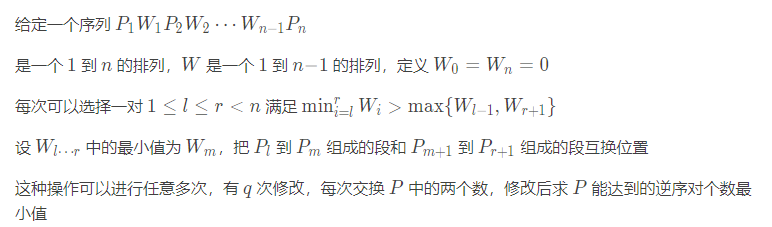 给定一个序列 $P_1W_1P_2W_2\cdots W_{n-1}P_n$
是一个 1 到 $n$ 的排列，$W$ 是一个 1 到 $n-1$ 的排列，定义 $W_0 = W_n = 0$
每次可以选择一对 $1 \le l \le r < n$ 满足 $\min_{i=l}^{r} W_i > \max\{W_{l-1}, W_{r+1}\}$
设 $W_{l\cdots r}$ 中的最小值为 $W_m$，把 $P_l$ 到 $P_m$ 组成的段和 $P_{m+1}$ 到 $P_{r+1}$ 组成的段互换位置
这种操作可以进行任意多次，有 $q$ 次修改，每次交换 $P$ 中的两个数，修改后求 $P$ 能达到的逆序对个数最
小值